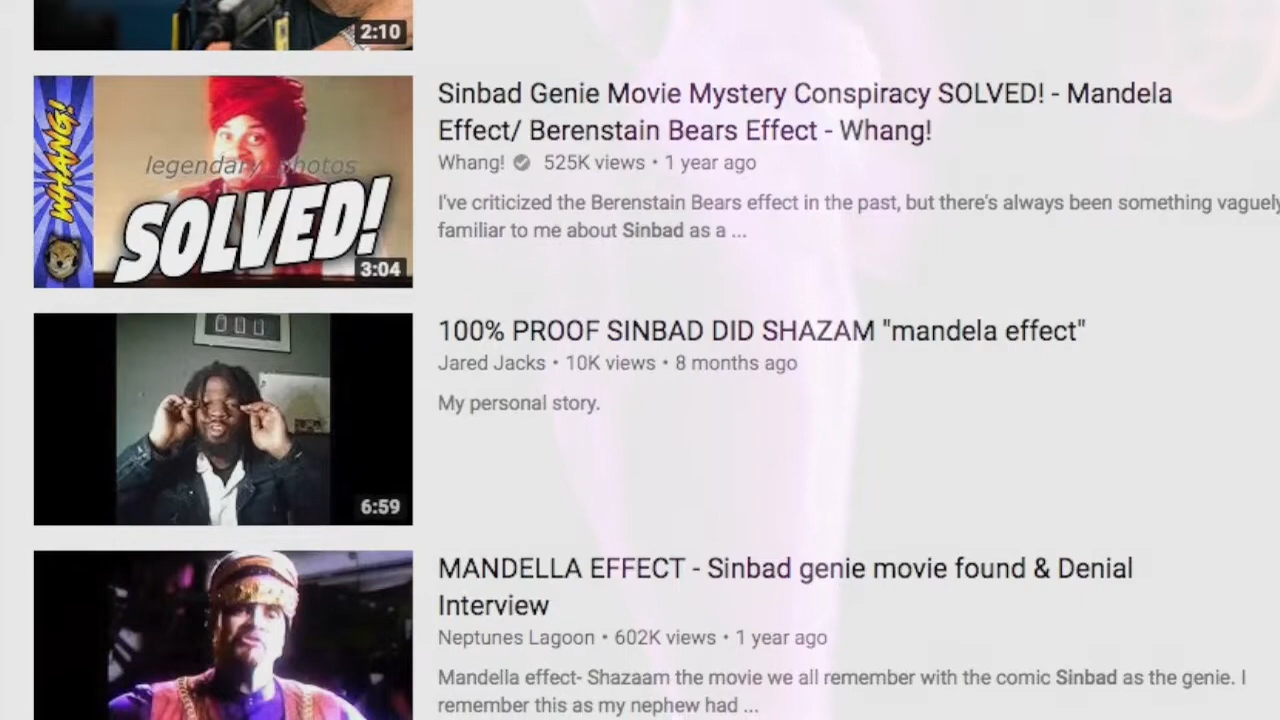 2:10
WHANG!
legendary_photos
SOLVED!
3:04
Sinbad Genie Movie Mystery Conspiracy SOLVED! - Mandela
Effect/ Berenstain Bears Effect - Whang!
Whang! 525K views • 1 year ago
I've criticized the Berenstain Bears effect in the past, but there's always been something vaguely
familiar to me about Sinbad as a ...
6:59
100% PROOF SINBAD DID SHAZAM "mandela effect"
Jared Jacks • 10K views • 8 months ago
My personal story.
MANDELLA EFFECT - Sinbad genie movie found & Denial
Interview
Neptunes Lagoon • 602K views • 1 year ago
Mandella effect- Shazaam the movie we all remember with the comic Sinbad as the genie. I
remember this as my nephew had ...